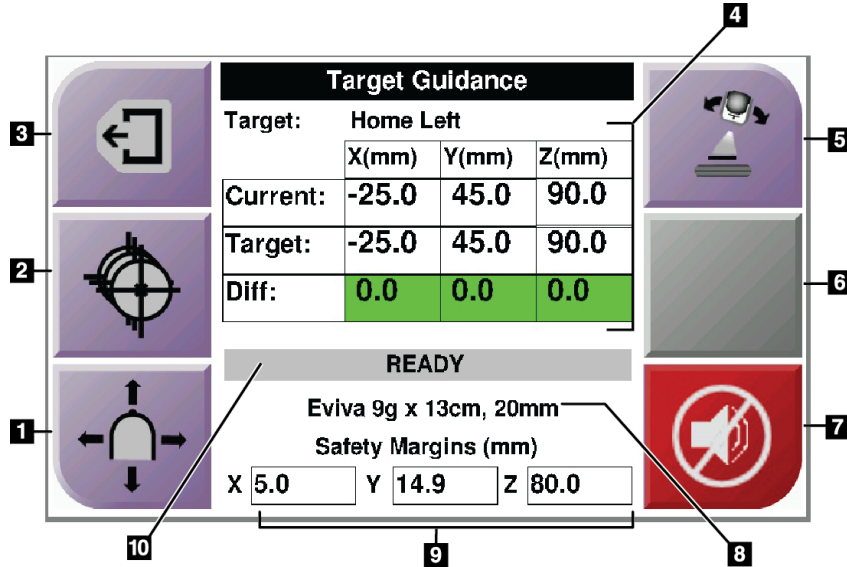 4
Target Guidance
3
Target: Home Left
5
X(mm) Y(mm) Z(mm)
Current: -25.0 45.0 90.0
Target: -25.0 45.0 90.0
2
Diff: 0.0 0.0 0.0
6
READY
Eviva 9g x 13cm, 20mm
1
7
Safety Margins (mm)
X 5.0 Y 14.9 Z 80.0
10
9
8